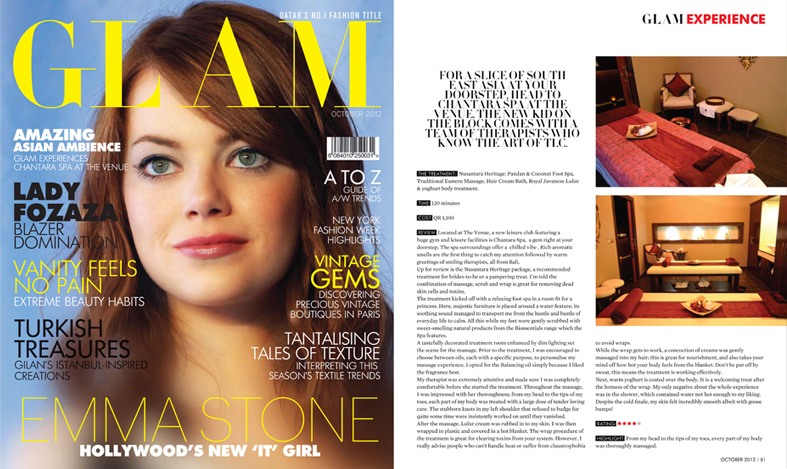 QATAR'S NO.1 FASHION TITLE
GLAM
OCTOBER 2012
AMAZING
ASIAN AMBIENCE
GLAM EXPERIENCES
CHANTARA SPA AT THE VENUE
LADY
FOZAZA
BLAZER
DOMINATION
VANITY FEELS
NO PAIN
EXTREME BEAUTY HABITS
TURKISH
TREASURES
GILAN'S ISTANBUL-INSPIRED
CREATIONS
A TO Z
GUIDE OF
A/W TRENDS
NEW YORK
FASHION WEEK
HIGHLIGHTS
VINTAGE
GEMS
DISCOVERING
PRECIOUS VINTAGE
BOUTIQUES IN PARIS
TANTALISING
TALES OF TEXTURE
INTERPRETING THIS
SEASON'S TEXTILE TRENDS
EMMA STONE
HOLLYWOOD'S NEW 'IT' GIRL
GLAM EXPERIENCE
FOR A SLICE OF SOUTH
EAST ASIA AT YOUR
DOORSTEP, HEAD TO
CHANTARA SPA AT THE
VENUE. THE NEW KID ON
THE BLOCK COMES WITH A
TEAM OF THERAPISTS WHO
KNOW THE ART OF TLC.
THE TREATMENT: Nusantara Heritage: Pandan & Coconut Foot Spa,
Traditional Eastern Massage, Hair Cream Bath, Royal Javanese Lulur
& yoghurt body treatment.
TIME: 120 minutes
COST: QR 1,100
REVIEW: Located at The Venue, a new leisure club featuring a
huge gym and leisure facilities is Chantara Spa, a gem right at your
doorstep. The spa surroundings offer a chilled vibe. Rich aromatic
smells are the first thing to catch my attention followed by warm
greetings of smiling therapists, all from Bali.
Up for review is the Nusantara Heritage package, a recommended
treatment for brides-to-be or a pampering treat. I'm told the
combination of massage, scrub and wrap is great for removing dead
skin cells and toxins.
The treatment kicked off with a relaxing foot spa in a room fit for a
princess. Here, majestic furniture is placed around a water feature; its
soothing sound managed to transport me from the hustle and bustle of
everyday life to calm. All this while my feet were gently scrubbed with
sweet-smelling natural products from the Biossentials range which the
Spa features.
A tastefully decorated treatment room enhanced by dim lighting set
the scene for the massage. Prior to the treatment, I was encouraged to
choose between oils, each with a specific purpose, to personalise my
massage experience. I opted for the Balancing oil simply because I liked
the fragrance best.
My therapist was extremely attentive and made sure I was completely
comfortable before she started the treatment. Throughout the massage,
I was impressed with her thoroughness; from my head to the tips of my
toes, each part of my body was treated with a large dose of tender loving
care. The stubborn knots in my left shoulder that refused to budge for
quite some time were insistently worked on until they vanished.
After the massage, Lulur cream was rubbed in to my skin. I was then
wrapped in plastic and covered in a hot blanket. The wrap procedure of
the treatment is great for clearing toxins from your system. However, I
really advise people who can't handle heat or suffer from claustrophobia
to avoid wraps.
While the wrap gets to work, a concoction of creams was gently
massaged into my hair; this is great for nourishment, and also takes your
mind off how hot your body feels from the blanket. Don't be put off by
sweat, this means the treatment is working effectively.
Next, warm yoghurt is coated over the body. It is a welcoming treat after
the hotness of the wrap. My only negative about the whole experience
was in the shower, which contained water not hot enough to my liking.
Despite the cold finale, my skin felt incredibly smooth albeit with goose
bumps!
RATING:
HIGHLIGHT: From my head to the tips of my toes, every part of my body
was thoroughly massaged.
OCTOBER 2012 / 81